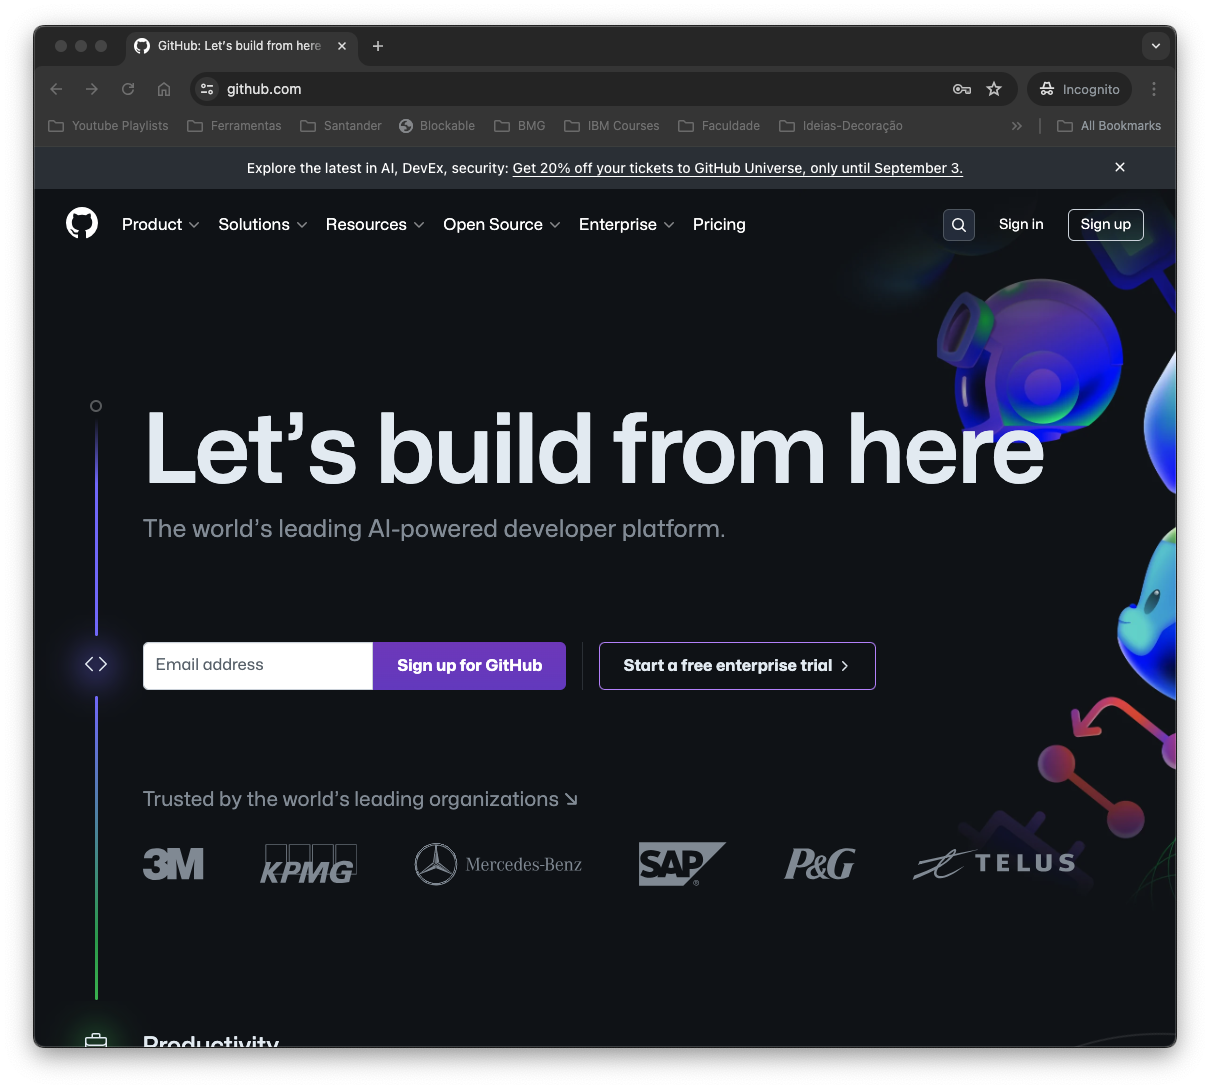 GitHub: Let's build from here
github.com
Incognito
Youtube Playlists Ferramentas Santander Blockable BMG IBM Courses Faculdade Ideias-Decoração All Bookmarks
Explore the latest in AI, DevEx, security: Get 20% off your tickets to GitHub Universe, only until September 3.
Product Solutions Resources Open Source Enterprise Pricing Sign in Sign up
Let's build from here
The world's leading AI-powered developer platform.
Email address Sign up for GitHub Start a free enterprise trial
Trusted by the world's leading organizations
3M KPMG Mercedes-Benz SAP® P&G TELUS
Productivity